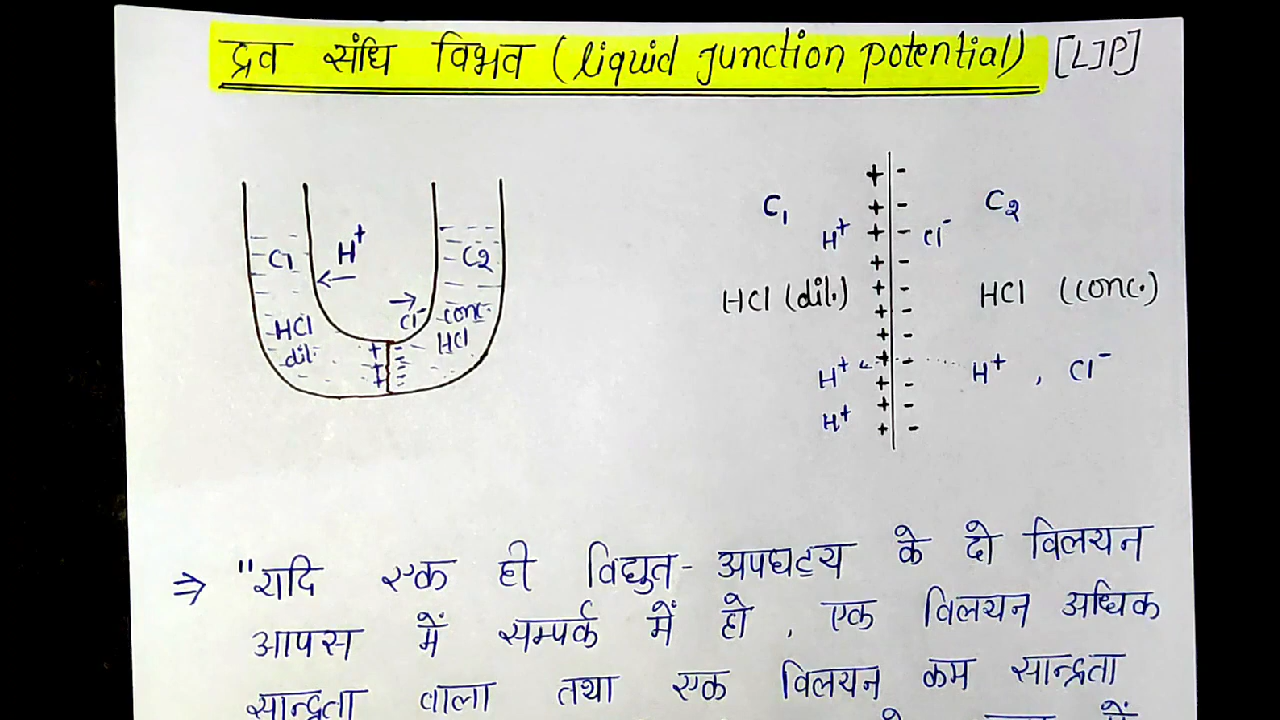 द्रव संधि विभव (liquid junction potential) [LJP]
C1 H+ C2
Cl- conc.
HCl dil. HCl
C1 C2
H+ Cl-
HCl (dil.) HCl (conc.)
H+ H+ , Cl-
H+
⇒ "यदि एक ही विद्युत-अपघट्य के दो विलयन
आपस में सम्पर्क में हो , एक विलयन अधिक
सान्द्रता वाला तथा एक विलयन कम सान्द्रता